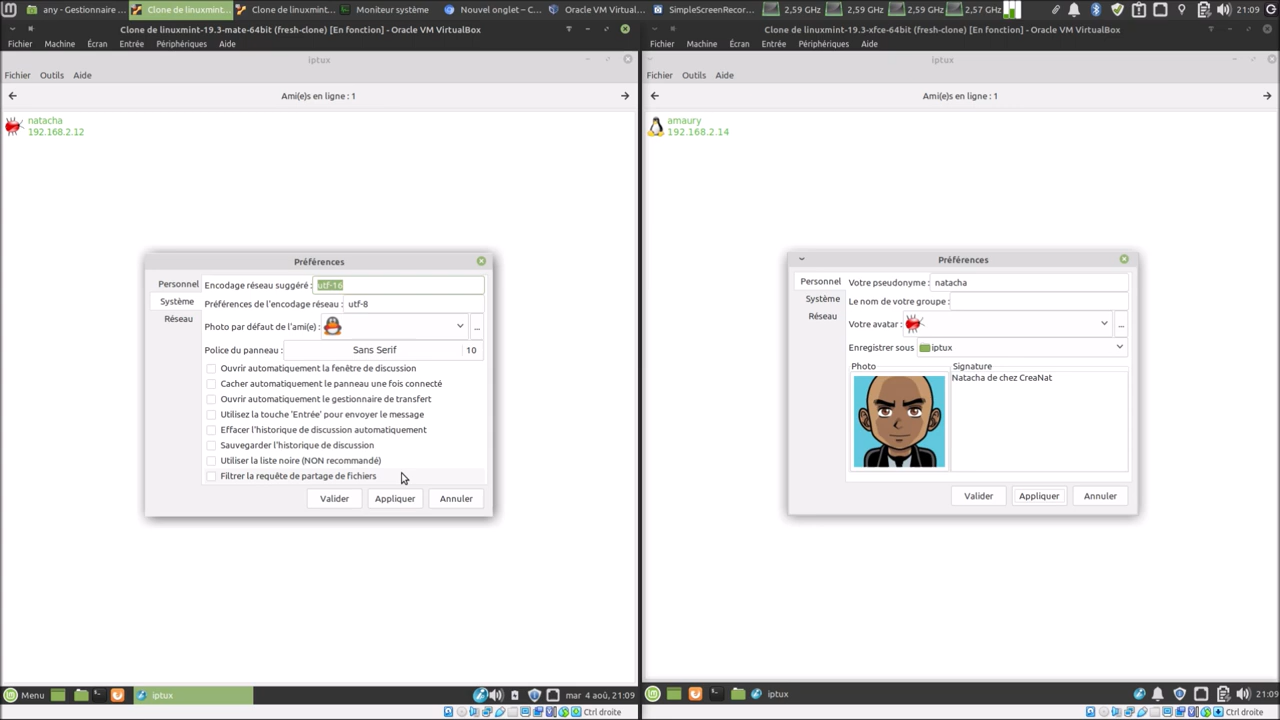 any - Gestionnaire ...
Clone de linuxmint...
Clone de linuxmint...
Moniteur système
Nouvel onglet – C...
Oracle VM Virtual...
SimpleScreenRecor...
2,59 GHz
2,59 GHz
2,59 GHz
2,57 GHz
21:09
Clone de linuxmint-19.3-mate-64bit (fresh-clone) [En fonction] - Oracle VM VirtualBox
Fichier Machine Écran Entrée Périphériques Aide
iptux
Fichier Outils Aide
Ami(e)s en ligne : 1
natacha
192.168.2.12
Préférences
Personnel
Système
Réseau
Encodage réseau suggéré : utf-16
Préférences de l'encodage réseau : utf-8
Photo par défaut de l'ami(e) :
...
Police du panneau : Sans Serif 10
Ouvrir automatiquement la fenêtre de discussion
Cacher automatiquement le panneau une fois connecté
Ouvrir automatiquement le gestionnaire de transfert
Utilisez la touche 'Entrée' pour envoyer le message
Effacer l'historique de discussion automatiquement
Sauvegarder l'historique de discussion
Utiliser la liste noire (NON recommandé)
Filtrer la requête de partage de fichiers
Valider Appliquer Annuler
Menu
iptux
mar 4 aoû, 21:09
Ctrl droite
Clone de linuxmint-19.3-xfce-64bit (fresh-clone) [En fonction] - Oracle VM VirtualBox
Fichier Machine Écran Entrée Périphériques Aide
iptux
Fichier Outils Aide
Ami(e)s en ligne : 1
amaury
192.168.2.14
Préférences
Personnel
Système
Réseau
Votre pseudonyme : natacha
Le nom de votre groupe :
Votre avatar :
...
Enregistrer sous iptux
Photo
Signature
Natacha de chez CreaNat
Valider Appliquer Annuler
iptux
21:09
Ctrl droite